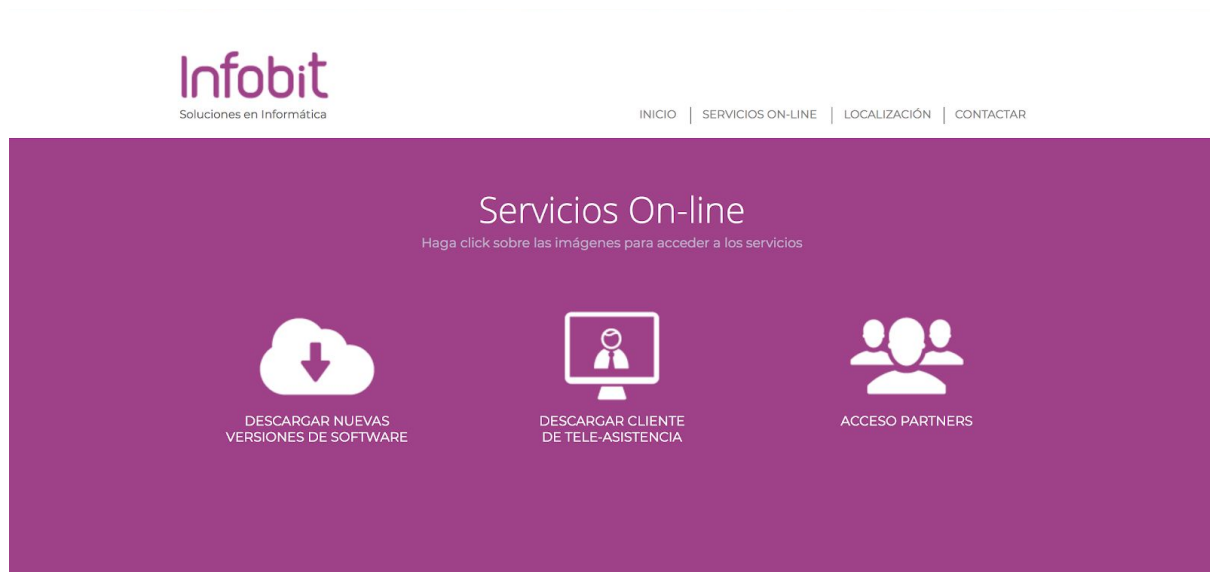 Infobit
Soluciones en Informática
INICIO | SERVICIOS ON-LINE | LOCALIZACIÓN | CONTACTAR
Servicios On-line
Haga click sobre las imágenes para acceder a los servicios
DESCARGAR NUEVAS
VERSIONES DE SOFTWARE
DESCARGAR CLIENTE
DE TELE-ASISTENCIA
ACCESO PARTNERS